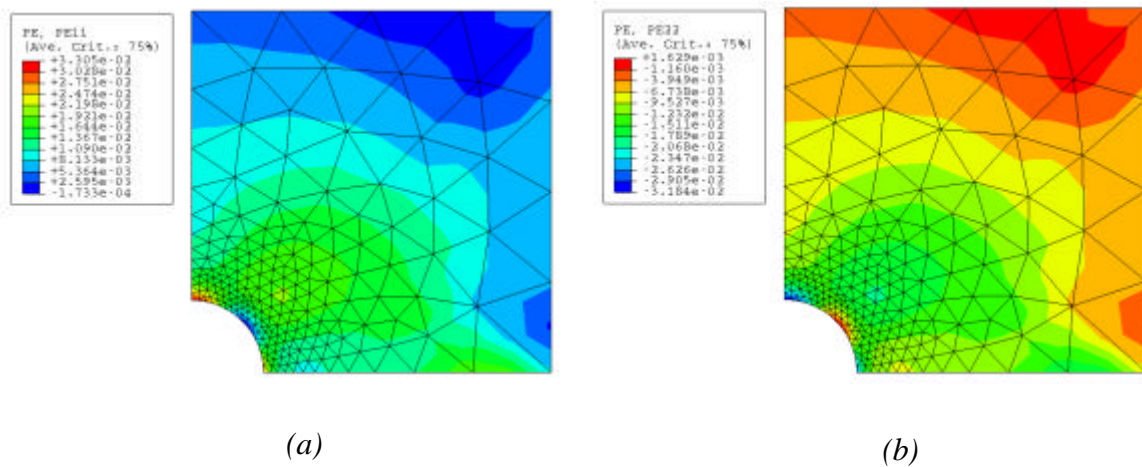 PE, PE11
(Ave. Crit.: 75%)
+3.305e-02
+3.028e-02
+2.751e-02
+2.474e-02
+2.198e-02
+1.921e-02
+1.644e-02
+1.367e-02
+1.090e-02
+8.133e-03
+5.364e-03
+2.595e-03
-1.733e-04
PE, PE22
(Ave. Crit.: 75%)
+1.629e-03
-1.160e-03
-3.949e-03
-6.738e-03
-9.527e-03
-1.232e-02
-1.511e-02
-1.789e-02
-2.068e-02
-2.347e-02
-2.626e-02
-2.905e-02
-3.184e-02
(a)
(b)